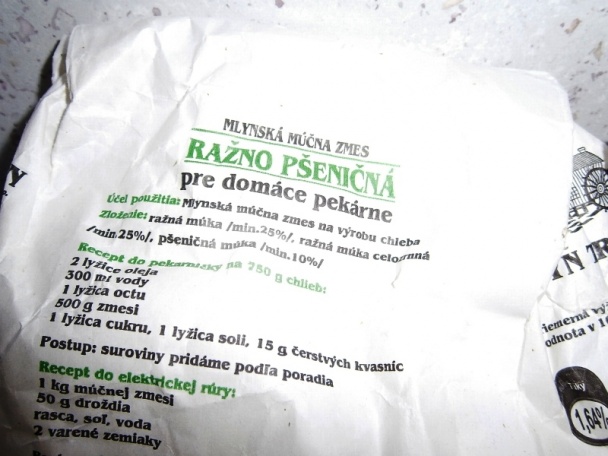 MLYNSKÁ MÚČNA ZMES
RAŽNO PŠENIČNÁ
pre domáce pekárne
Účel použitia: Mlynská múčna zmes na výrobu chleba
Zloženie: ražná múka /min.25%/, ražná múka celozrnná
/min.25%/, pšeničná múka /min.10%/
Recept do pekárničky na 750 g chlieb:
2 lyžice oleja
300 ml vody
1 lyžica octu
500 g zmesi
1 lyžica cukru, 1 lyžica soli, 15 g čerstvých kvasníc
Postup: suroviny pridáme podľa poradia
Recept do elektrickej rúry:
1 kg múčnej zmesi
50 g droždia
rasca, soľ, voda
2 varené zemiaky
Tuky
1,64%